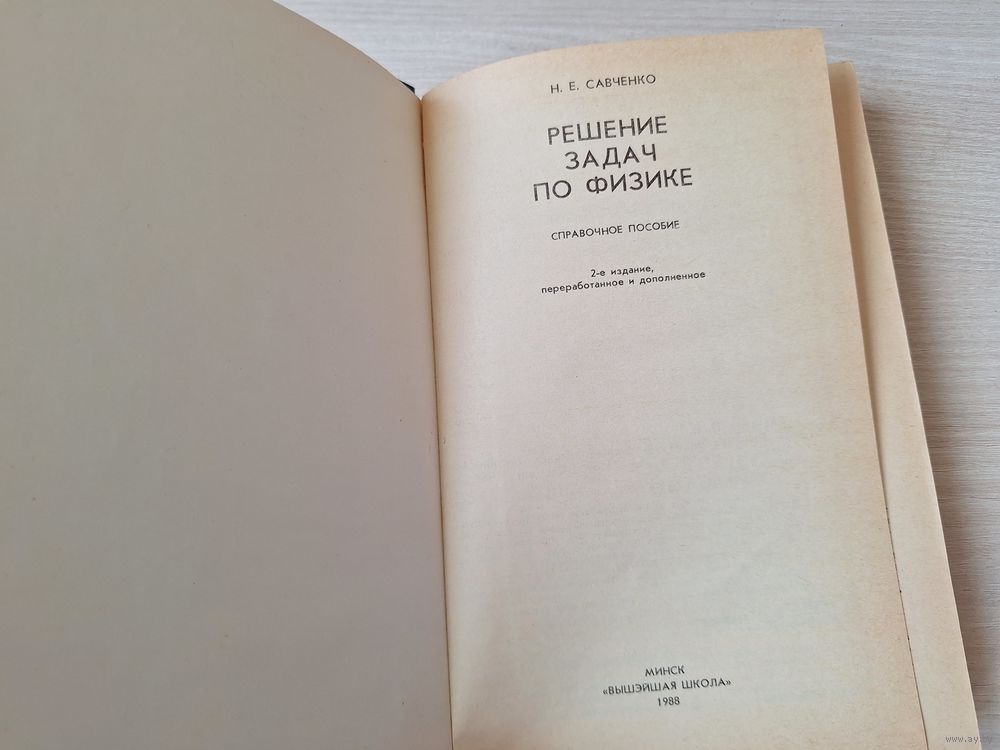 Н. Е. САВЧЕНКО
РЕШЕНИЕ
ЗАДАЧ
ПО ФИЗИКЕ
СПРАВОЧНОЕ ПОСОБИЕ
2-е издание,
переработанное и дополненное
МИНСК
«ВЫШЭЙШАЯ ШКОЛА»
1988